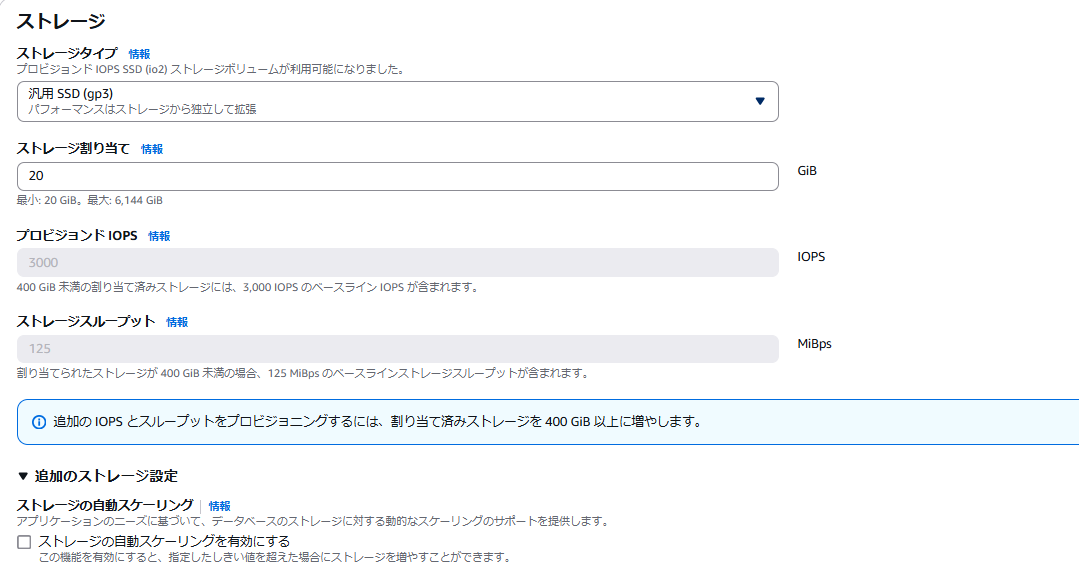 ストレージ
ストレージタイプ 情報
プロビジョンド IOPS SSD (io2) ストレージボリュームが利用可能になりました。
汎用 SSD (gp3)
パフォーマンスはストレージから独立して拡張
ストレージ割り当て 情報
20 GiB
最小: 20 GiB。最大: 6,144 GiB
プロビジョンド IOPS 情報
3000 IOPS
400 GiB 未満の割り当て済みストレージには、3,000 IOPS のベースライン IOPS が含まれます。
ストレージスループット 情報
125 MiBps
割り当てられたストレージが 400 GiB 未満の場合、125 MiBps のベースラインストレージスループットが含まれます。
追加の IOPS とスループットをプロビジョニングするには、割り当て済みストレージを 400 GiB 以上に増やします。
追加のストレージ設定
ストレージの自動スケーリング 情報
アプリケーションのニーズに基づいて、データベースのストレージに対する動的なスケーリングのサポートを提供します。
ストレージの自動スケーリングを有効にする
この機能を有効にすると、指定したしきい値を超えた場合にストレージを増やすことができます。